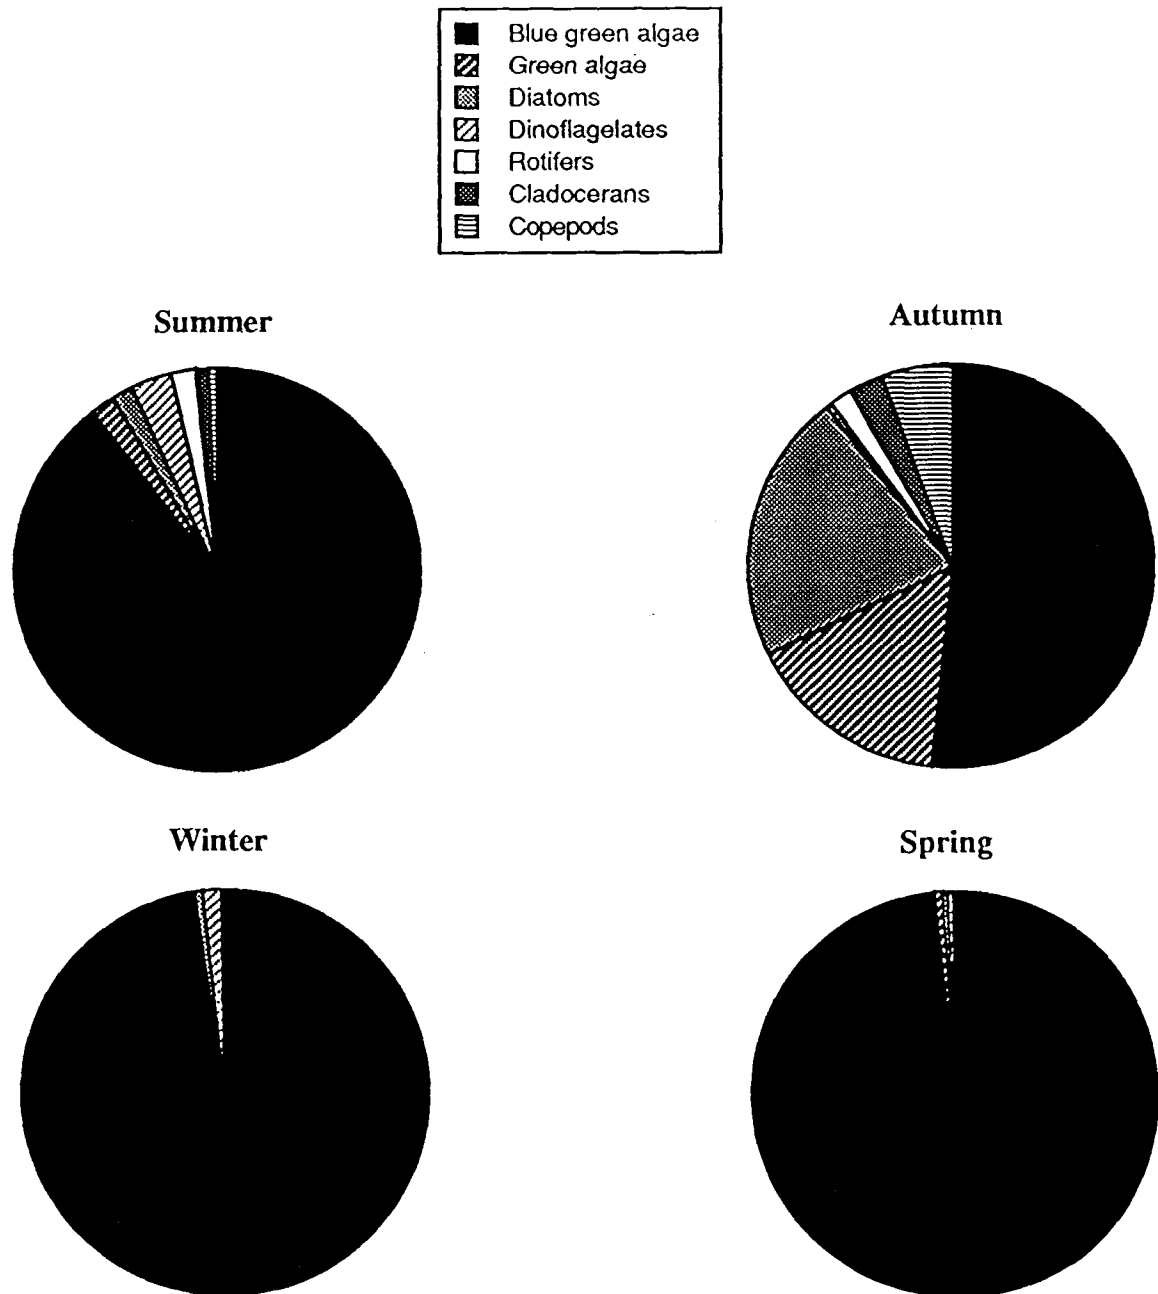 Blue green algae
Green algae
Diatoms
Dinoflagelates
Rotifers
Cladocerans
Copepods
Summer
Autumn
Winter
Spring